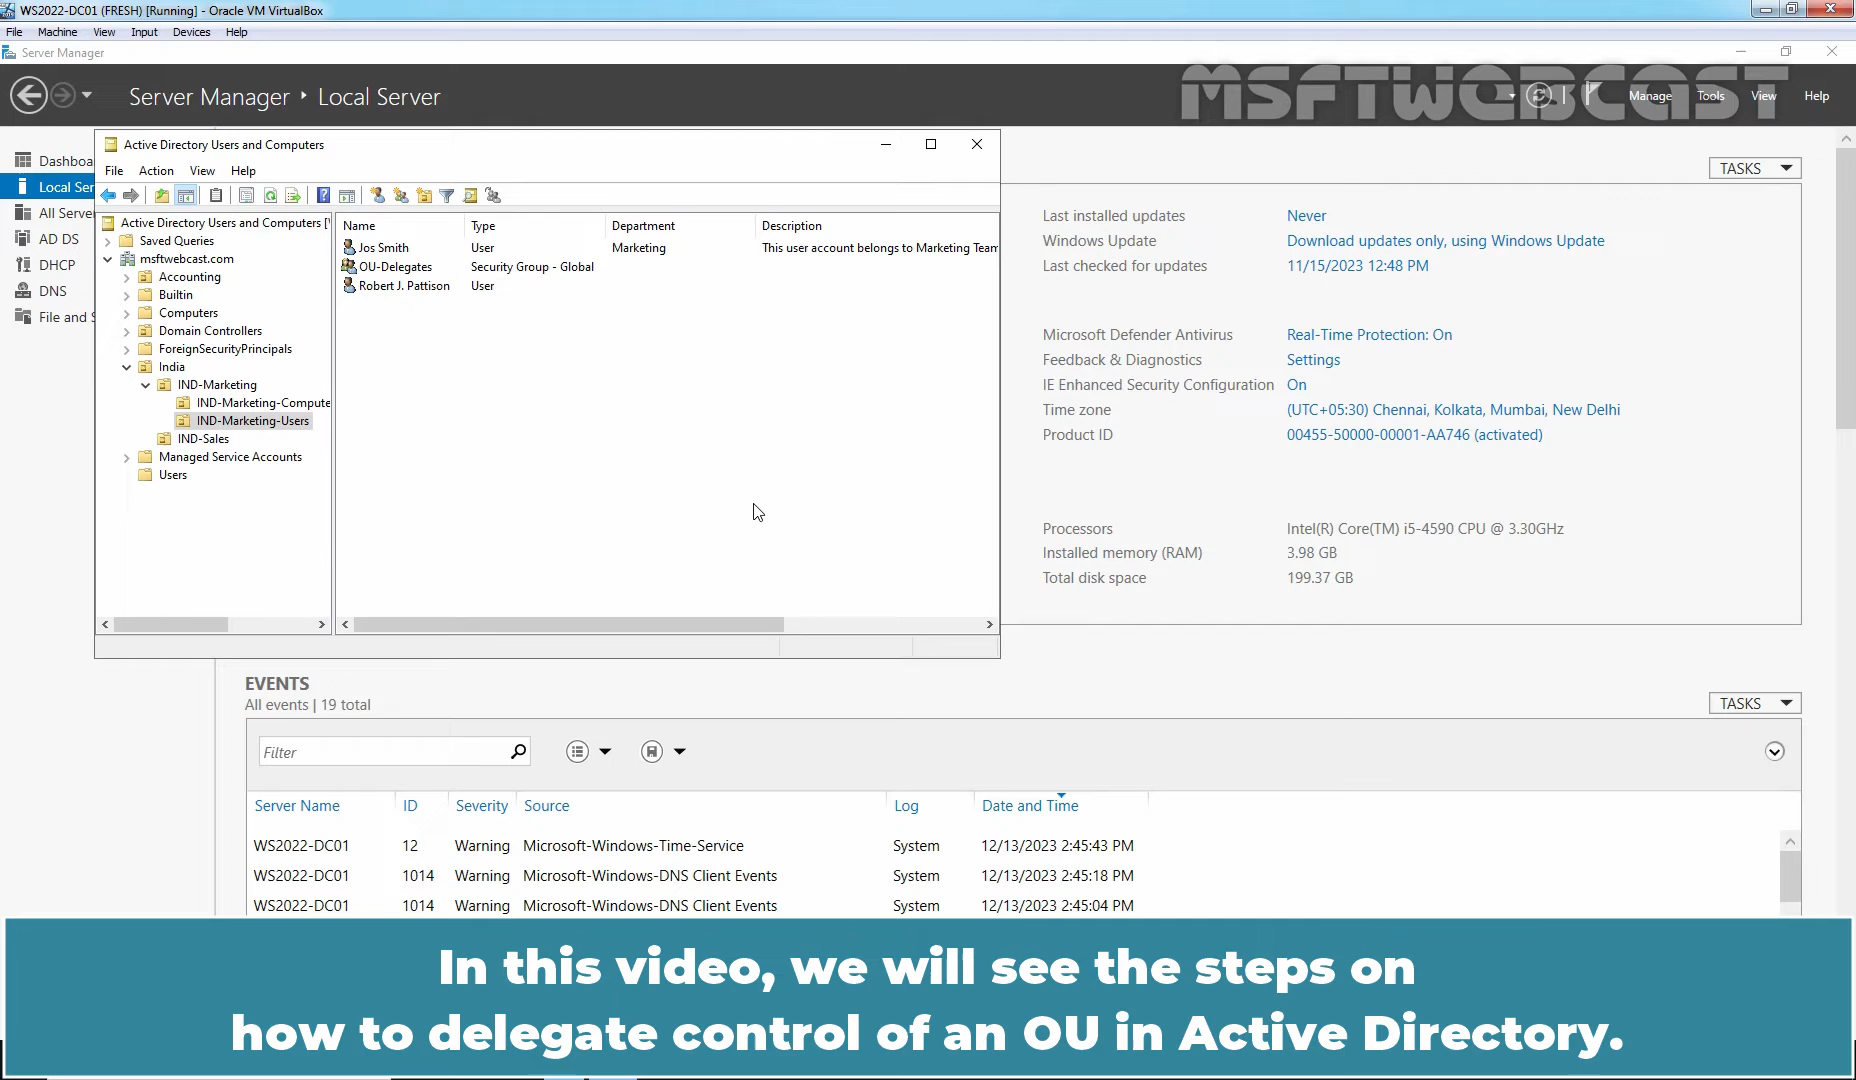 WS2022-DC01 (FRESH) [Running] - Oracle VM VirtualBox
File Machine View Input Devices Help
Server Manager
Server Manager • Local Server
MSFTWEBCAST
Manage Tools View Help
Dashboa
Local Ser
All Server
AD DS
DHCP
DNS
File and S
Active Directory Users and Computers
File Action View Help
Active Directory Users and Computers [
Saved Queries
msftwebcast.com
Accounting
Builtin
Computers
Domain Controllers
ForeignSecurityPrincipals
India
IND-Marketing
IND-Marketing-Compute
IND-Marketing-Users
IND-Sales
Managed Service Accounts
Users
Name Type Department Description
Jos Smith User Marketing This user account belongs to Marketing Team
OU-Delegates Security Group - Global
Robert J. Pattison User
TASKS
Last installed updates Never
Windows Update Download updates only, using Windows Update
Last checked for updates 11/15/2023 12:48 PM
Microsoft Defender Antivirus Real-Time Protection: On
Feedback & Diagnostics Settings
IE Enhanced Security Configuration On
Time zone (UTC+05:30) Chennai, Kolkata, Mumbai, New Delhi
Product ID 00455-50000-00001-AA746 (activated)
Processors Intel(R) Core(TM) i5-4590 CPU @ 3.30GHz
Installed memory (RAM) 3.98 GB
Total disk space 199.37 GB
EVENTS
All events | 19 total
TASKS
Filter
Server Name ID Severity Source Log Date and Time
WS2022-DC01 12 Warning Microsoft-Windows-Time-Service System 12/13/2023 2:45:43 PM
WS2022-DC01 1014 Warning Microsoft-Windows-DNS Client Events System 12/13/2023 2:45:18 PM
WS2022-DC01 1014 Warning Microsoft-Windows-DNS Client Events System 12/13/2023 2:45:04 PM
In this video, we will see the steps on
how to delegate control of an OU in Active Directory.